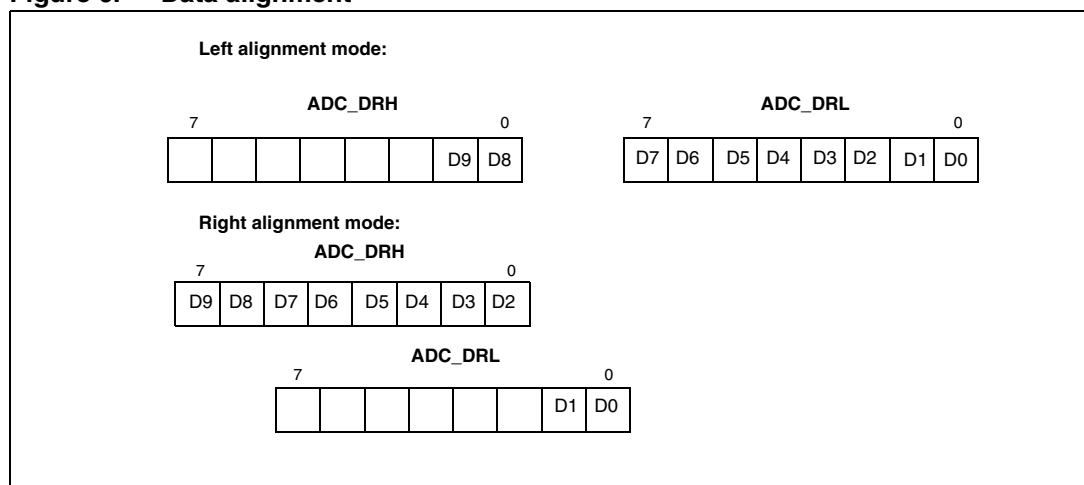 Figure 6. Data alignment
Left alignment mode:
ADC_DRH ADC_DRL
7 0 7 0
D9 D8 D7 D6 D5 D4 D3 D2 D1 D0
Right alignment mode:
ADC_DRH
7 0
D9 D8 D7 D6 D5 D4 D3 D2
ADC_DRL
7 0
D1 D0